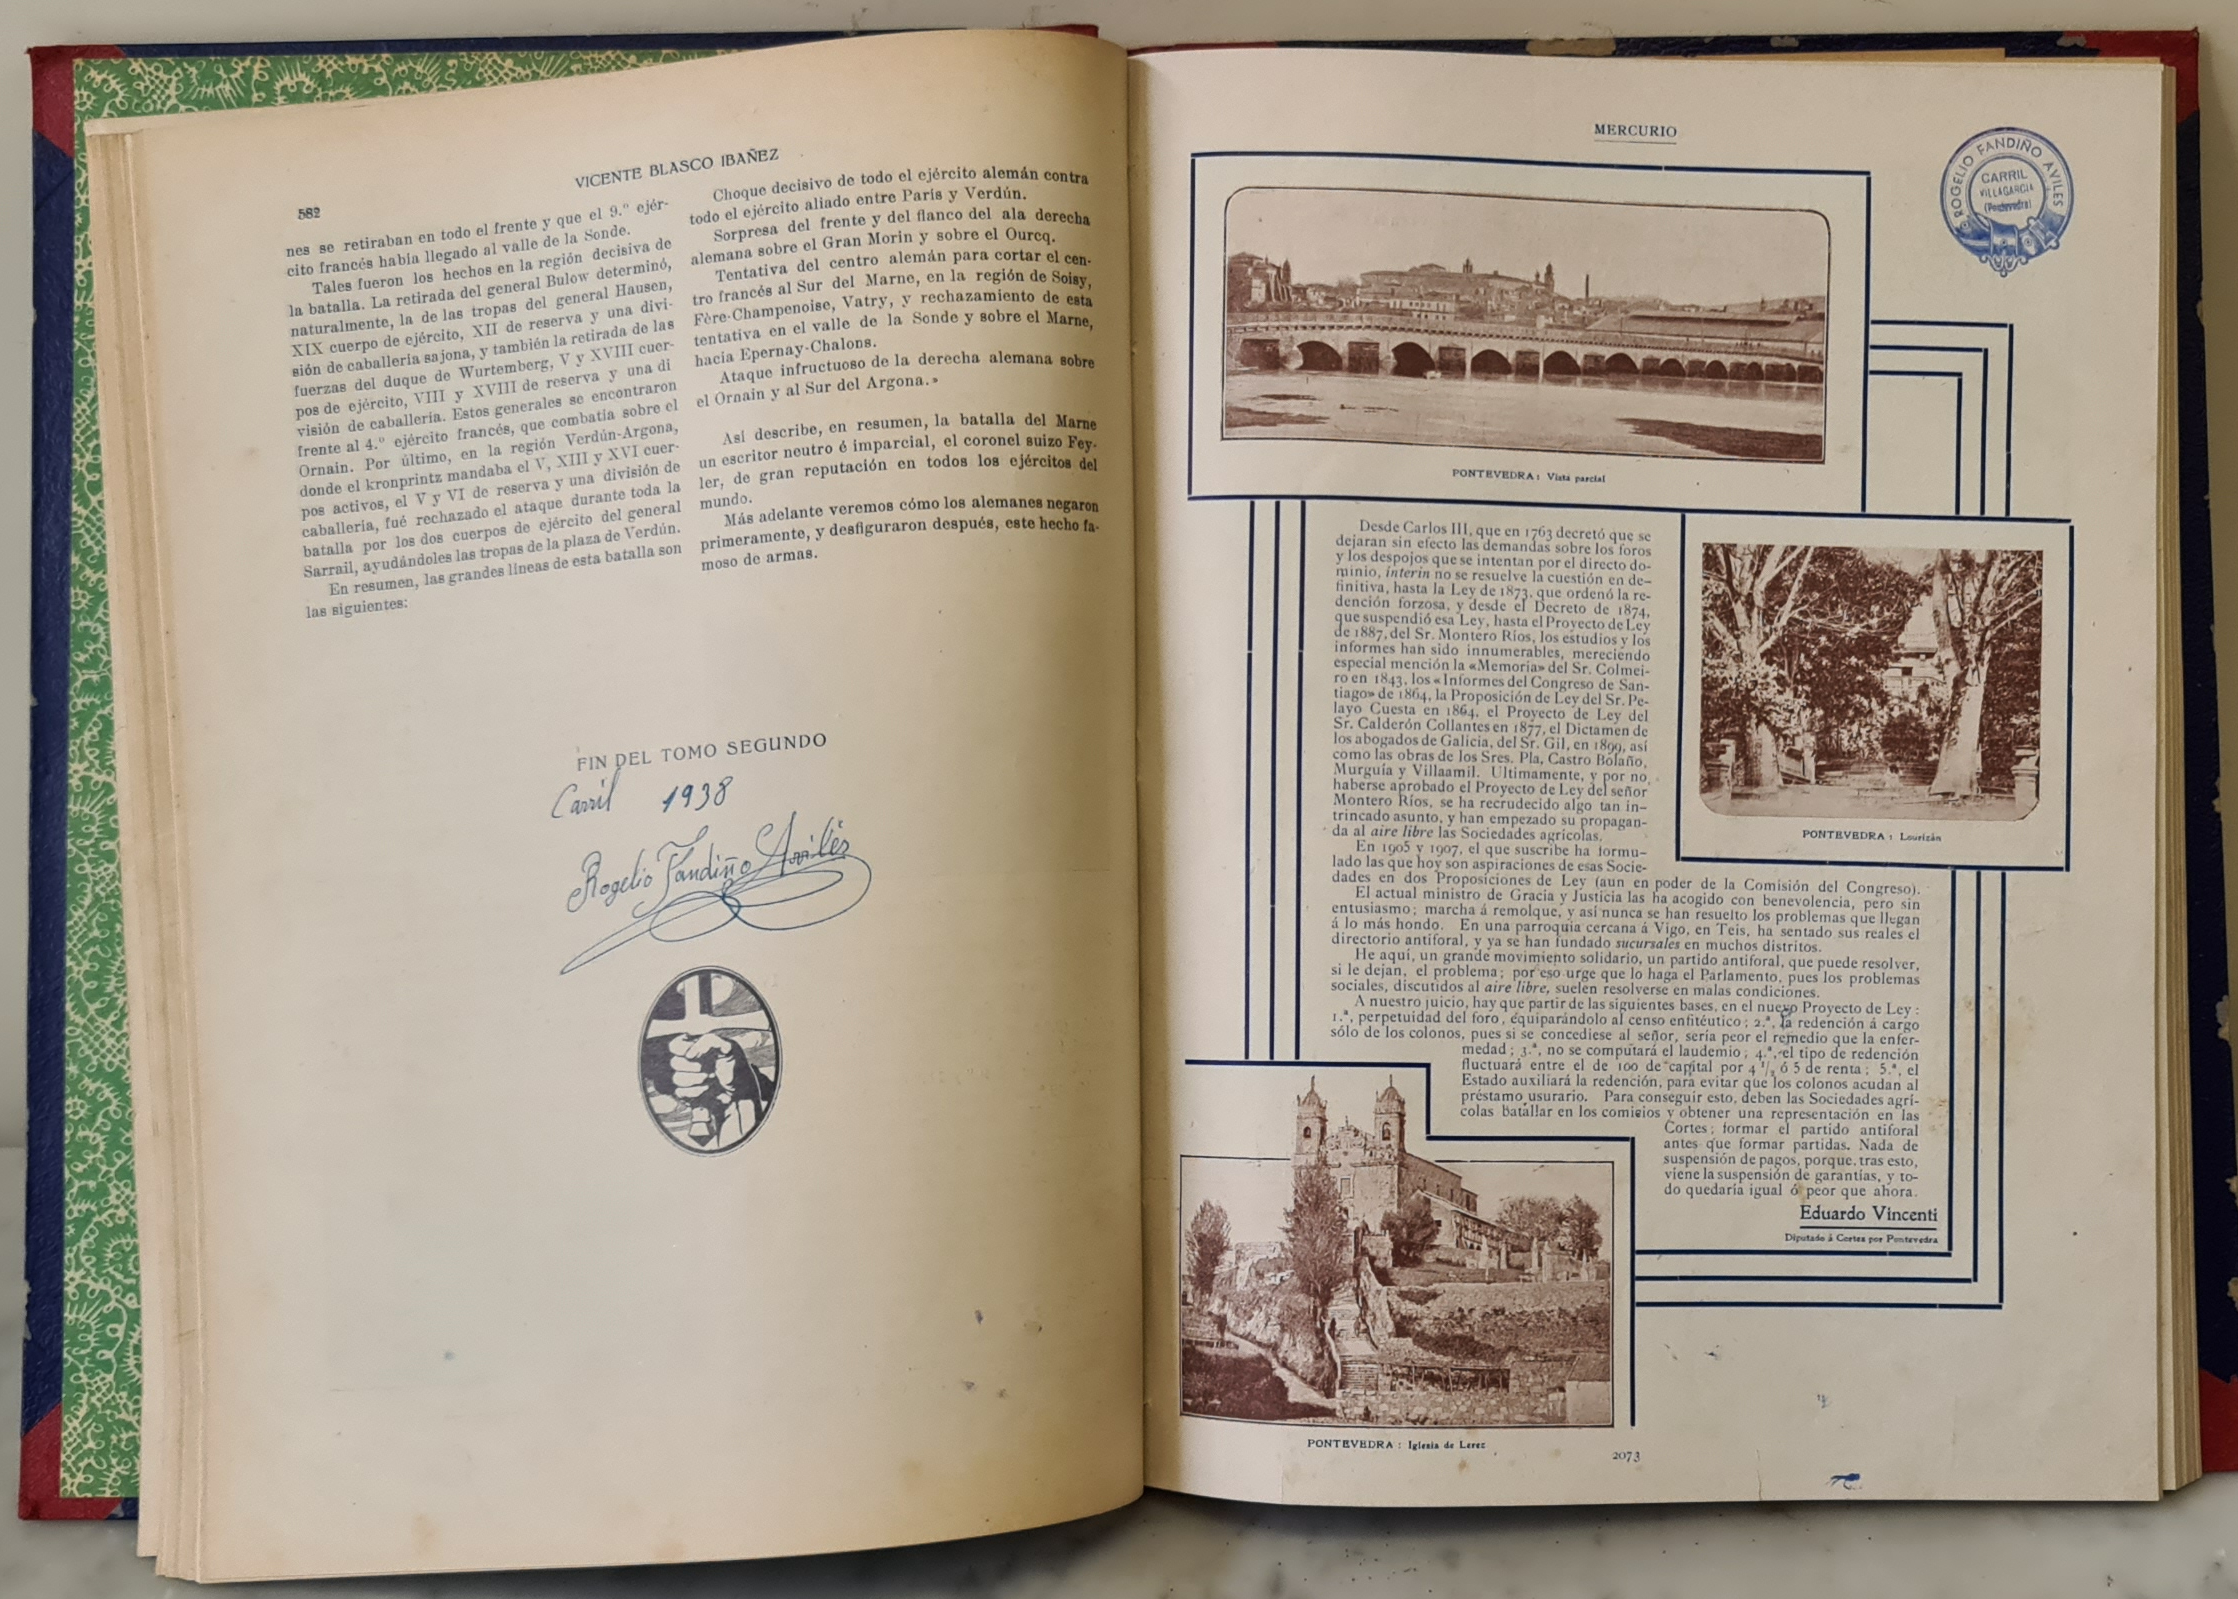 582
VICENTE BLASCO IBAÑEZ
nes se retiraban en todo el frente y que el 9.º ejér-
cito francés había llegado al valle de la Sonde.
Tales fueron los hechos en la región decisiva de
la batalla. La retirada del general Bulow determinó,
naturalmente, la de las tropas del general Hausen,
XIX cuerpo de ejército, XII de reserva y una divi-
sión de caballería sajona, y también la retirada de las
fuerzas del duque de Wurtemberg, V y XVIII cuer-
pos de ejército, VIII y XVIII de reserva y una di
visión de caballería. Estos generales se encontraron
frente al 4.º ejército francés, que combatía sobre el
Ornain. Por último, en la región Verdún-Argona,
donde el kronprintz mandaba el V, XIII y XVI cuer-
pos activos, el V y VI de reserva y una división de
caballería, fué rechazado el ataque durante toda la
batalla por los dos cuerpos de ejército del general
Sarrail, ayudándoles las tropas de la plaza de Verdún.
En resumen, las grandes líneas de esta batalla son
las siguientes:
Choque decisivo de todo el ejército alemán contra
todo el ejército aliado entre París y Verdún.
Sorpresa del frente y del flanco del ala derecha
alemana sobre el Gran Morin y sobre el Ourcq.
Tentativa del centro alemán para cortar el cen-
tro francés al Sur del Marne, en la región de Soisy,
Fère-Champenoise, Vatry, y rechazamiento de esta
tentativa en el valle de la Sonde y sobre el Marne,
hacia Epernay-Chalons.
Ataque infructuoso de la derecha alemana sobre
el Ornain y al Sur del Argona.»
Así describe, en resumen, la batalla del Marne
un escritor neutro é imparcial, el coronel suizo Fey-
ler, de gran reputación en todos los ejércitos del
mundo.
Más adelante veremos cómo los alemanes negaron
primeramente, y desfiguraron después, este hecho fa-
moso de armas.
FIN DEL TOMO SEGUNDO
Carril 1938
Rogelio Fandiño Avilés
MERCURIO
ROGELIO FANDIÑO AVILES
CARRIL
VILLAGARCIA
(Pontevedra)
PONTEVEDRA: Vista parcial
Desde Carlos III, que en 1763 decretó que se
dejaran sin efecto las demandas sobre los foros
y los despojos que se intentan por el directo do-
minio, interin no se resuelve la cuestión en de-
finitiva, hasta la Ley de 1873, que ordenó la re-
dención forzosa, y desde el Decreto de 1874,
que suspendió esa Ley, hasta el Proyecto de Ley
de 1887, del Sr. Montero Ríos, los estudios y los
informes han sido innumerables, mereciendo
especial mención la «Memoria» del Sr. Colmei-
ro en 1843, los «Informes del Congreso de San-
tiago» de 1864, la Proposición de Ley del Sr. Pe-
layo Cuesta en 1864, el Proyecto de Ley del
Sr. Calderón Collantes en 1877, el Dictamen de
los abogados de Galicia, del Sr. Gil, en 1899, así
como las obras de los Sres. Pla, Castro Bolaño,
Murguía y Villaamil. Ultimamente, y por no
haberse aprobado el Proyecto de Ley del señor
Montero Ríos, se ha recrudecido algo tan in-
trincado asunto, y han empezado su propagan-
da al aire libre las Sociedades agrícolas.
En 1905 y 1907, el que suscribe ha formu-
lado las que hoy son aspiraciones de esas Socie-
dades en dos Proposiciones de Ley (aun en poder de la Comisión del Congreso).
El actual ministro de Gracia y Justicia las ha acogido con benevolencia, pero sin
entusiasmo; marcha á remolque, y así nunca se han resuelto los problemas que llegan
á lo más hondo. En una parroquia cercana á Vigo, en Teis, ha sentado sus reales el
directorio antiforal, y ya se han fundado sucursales en muchos distritos.
He aquí, un grande movimiento solidario, un partido antiforal, que puede resolver,
si le dejan, el problema; por eso urge que lo haga el Parlamento, pues los problemas
sociales, discutidos al aire libre, suelen resolverse en malas condiciones.
A nuestro juicio, hay que partir de las siguientes bases, en el nuevo Proyecto de Ley:
1.ª, perpetuidad del foro, equiparándolo al censo enfitéutico; 2.ª, la redención á cargo
sólo de los colonos, pues si se concediese al señor, sería peor el remedio que la enfer-
medad; 3.ª, no se computará el laudemio; 4.ª, el tipo de redención
fluctuará entre el de 100 de capital por 4 1/2 ó 5 de renta; 5.ª, el
Estado auxiliará la redención, para evitar que los colonos acudan al
préstamo usurario. Para conseguir esto, deben las Sociedades agrí-
colas batallar en los comicios y obtener una representación en las
Cortes; formar el partido antiforal
antes que formar partidas. Nada de
suspensión de pagos, porque, tras esto,
viene la suspensión de garantías, y to-
do quedaría igual ó peor que ahora.
Eduardo Vincenti
Diputado á Cortes por Pontevedra
PONTEVEDRA: Lourizán
PONTEVEDRA: Iglesia de Lerez
2073